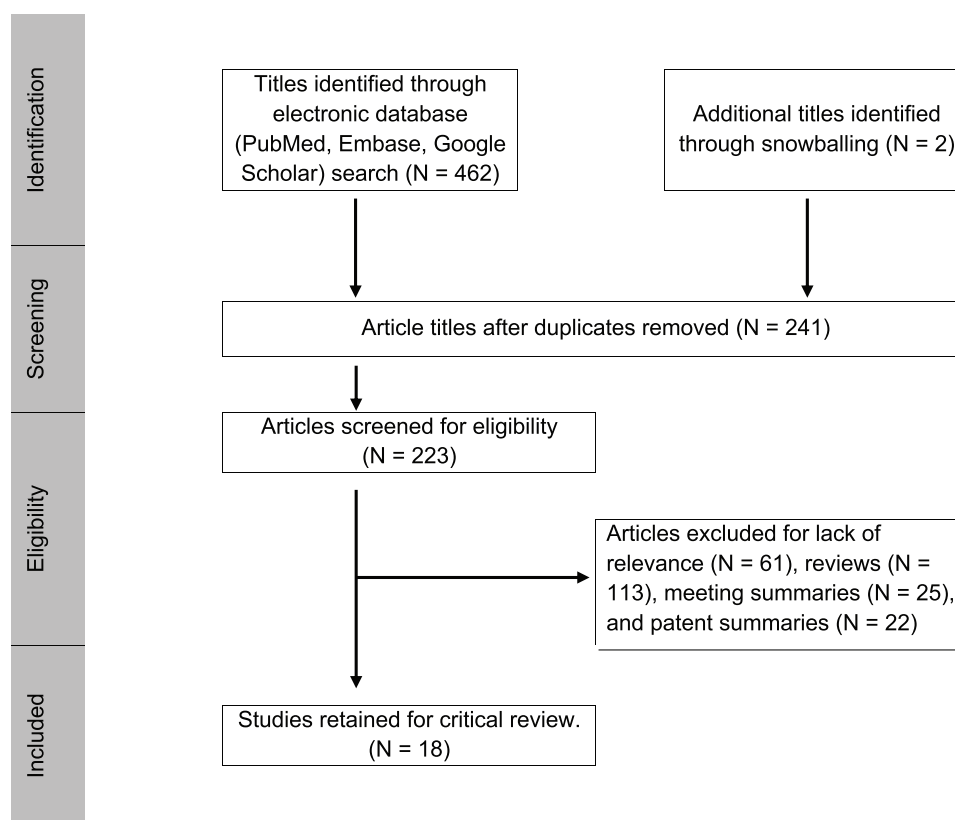 Identification
Titles identified through
electronic database
(PubMed, Embase, Google
Scholar) search (N = 462)
Additional titles identified
through snowballing (N = 2)
Screening
Article titles after duplicates removed (N = 241)
Eligibility
Articles screened for eligibility
(N = 223)
Articles excluded for lack of
relevance (N = 61), reviews (N =
113), meeting summaries (N = 25),
and patent summaries (N = 22)
Included
Studies retained for critical review.
(N = 18)